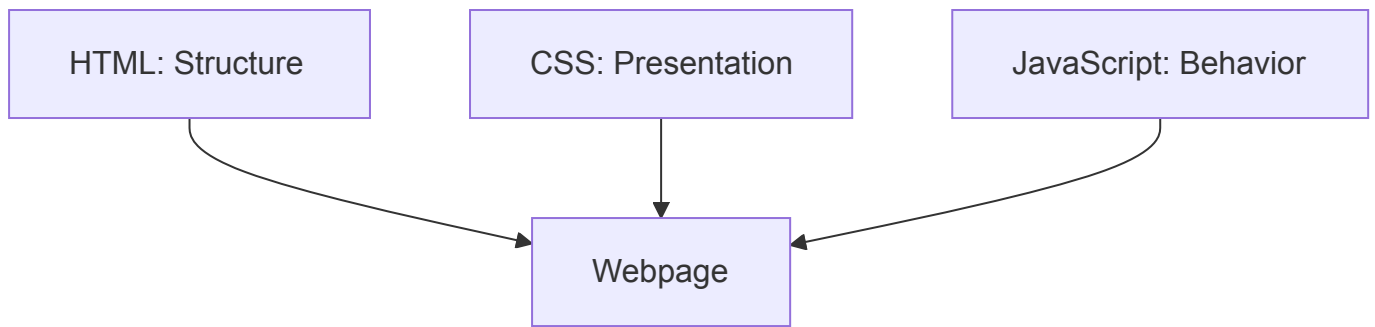 HTML: Structure
CSS: Presentation
JavaScript: Behavior
Webpage